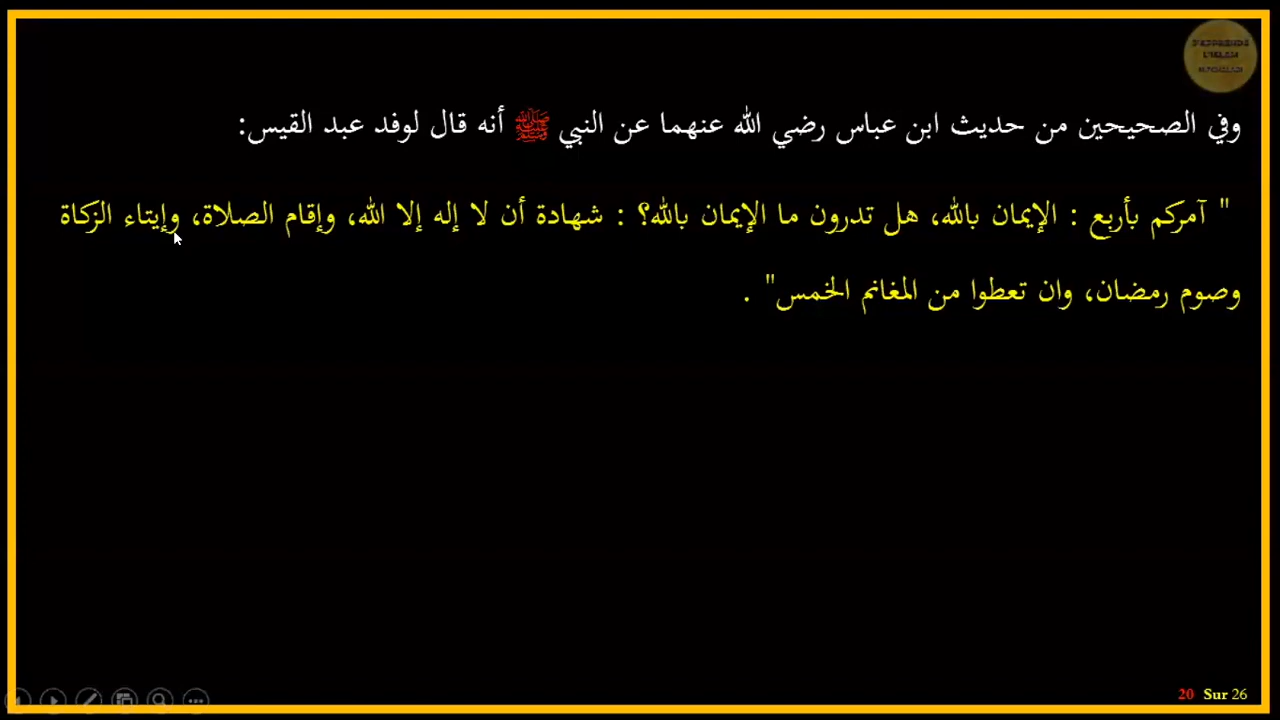 وفي الصحيحين من حديث ابن عباس رضي الله عنهما عن النبي ﷺ أنه قال لوفد عبد القيس:
" آمركم بأربع : الإيمان بالله، هل تدرون ما الإيمان بالله؟ : شهادة أن لا إله إلا الله، وإقام الصلاة، وإيتاء الزكاة
وصوم رمضان، وان تعطوا من المغانم الخمس" .
20 Sur 26